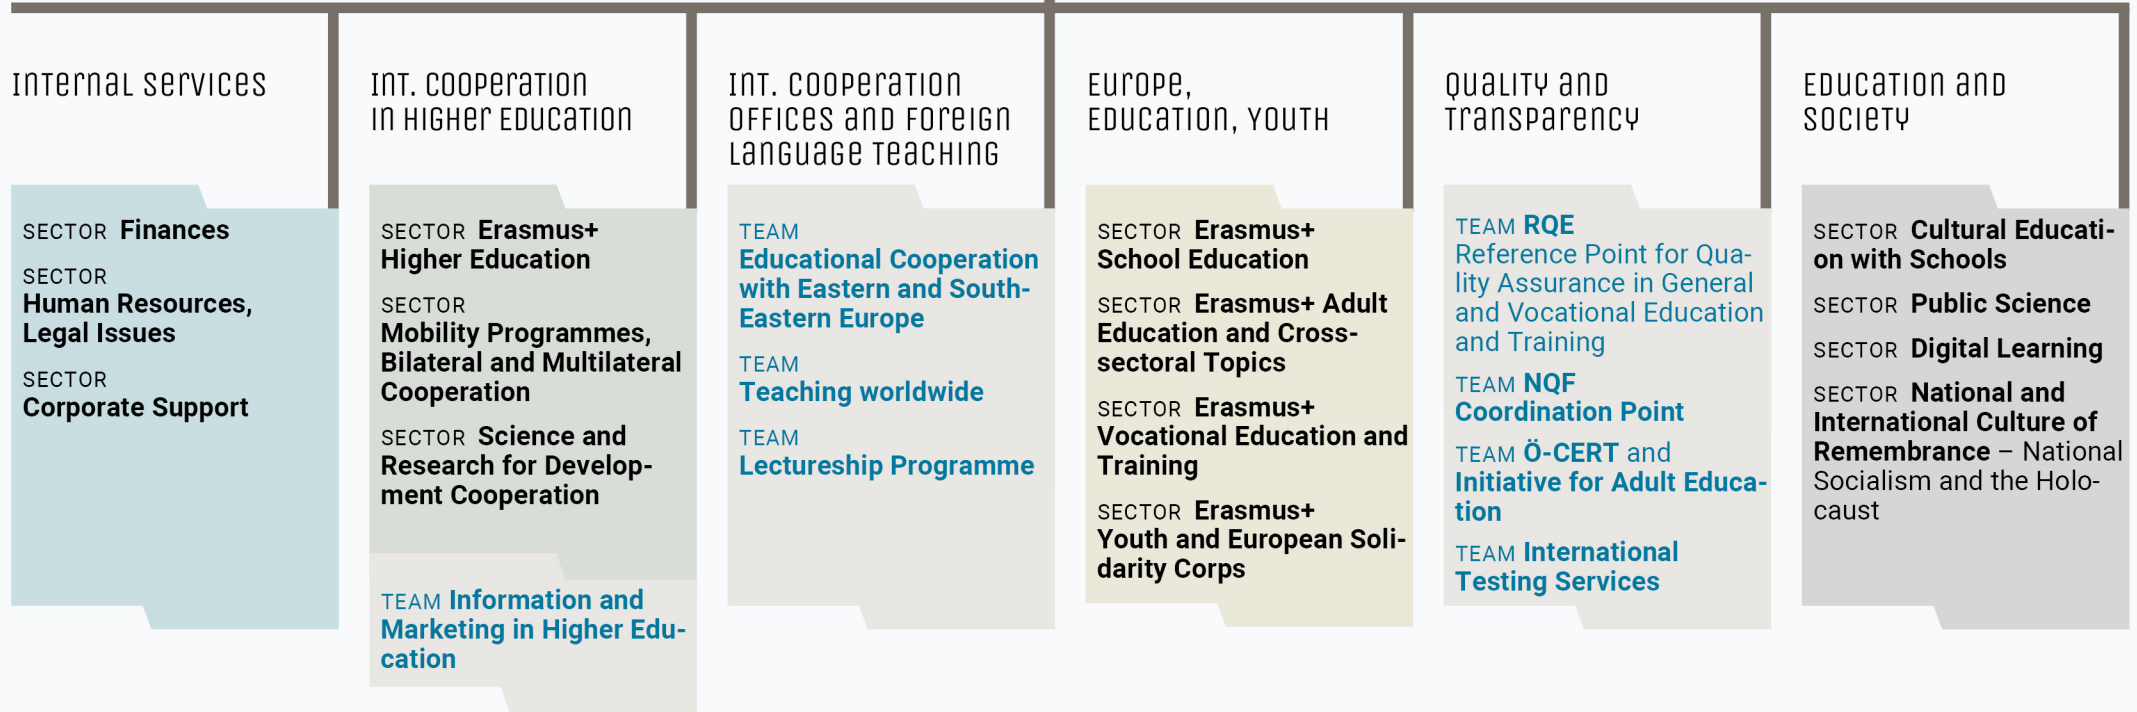 Internal Services
Int. Cooperation
in Higher Education
Int. Cooperation
Offices and Foreign
Language Teaching
Europe,
Education, Youth
Quality and
Transparency
Education and
Society
SECTOR Finances
SECTOR
Human Resources,
Legal Issues
SECTOR
Corporate Support
SECTOR Erasmus+
Higher Education
SECTOR
Mobility Programmes,
Bilateral and Multilateral
Cooperation
SECTOR Science and
Research for Develop-
ment Cooperation
TEAM Information and
Marketing in Higher Edu-
cation
TEAM
Educational Cooperation
with Eastern and South-
Eastern Europe
TEAM
Teaching worldwide
TEAM
Lectureship Programme
SECTOR Erasmus+
School Education
SECTOR Erasmus+ Adult
Education and Cross-
sectoral Topics
SECTOR Erasmus+
Vocational Education and
Training
SECTOR Erasmus+
Youth and European Soli-
darity Corps
TEAM RQE
Reference Point for Qua-
lity Assurance in General
and Vocational Education
and Training
TEAM NQF
Coordination Point
TEAM Ö-CERT and
Initiative for Adult Educa-
tion
TEAM International
Testing Services
SECTOR Cultural Educati-
on with Schools
SECTOR Public Science
SECTOR Digital Learning
SECTOR National and
International Culture of
Remembrance – National
Socialism and the Holo-
caust